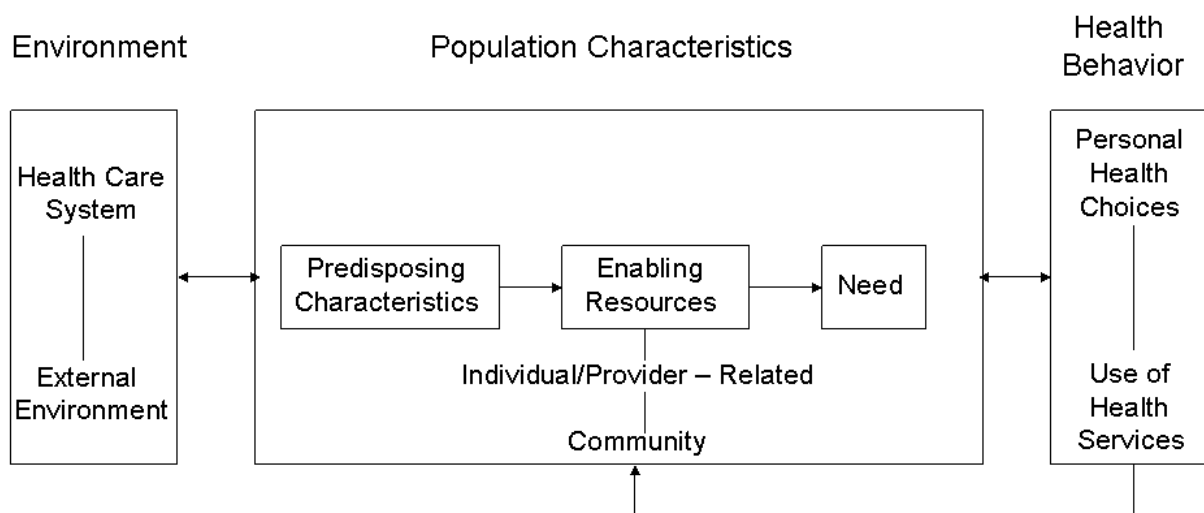 Environment
Population Characteristics
Health
Behavior
Health Care
System
External
Environment
Predisposing
Characteristics
Enabling
Resources
Need
Individual/Provider – Related
Community
Personal
Health
Choices
Use of
Health
Services